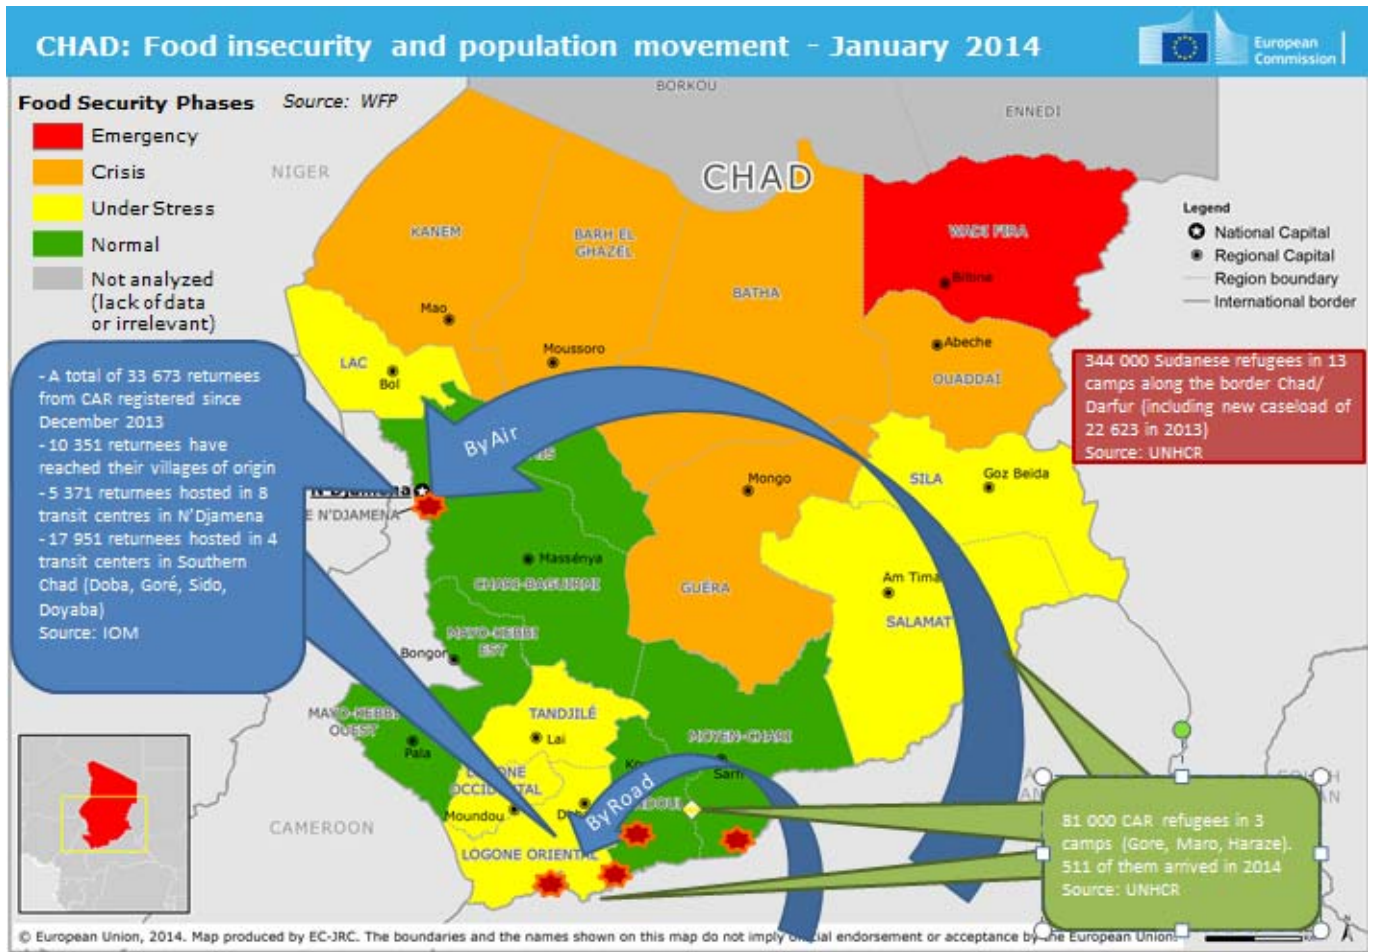 CHAD: Food insecurity and population movement - January 2014
European
Commission
Food Security Phases
Source: WFP
Emergency
Crisis
Under Stress
Normal
Not analyzed
(lack of data
or irrelevant)
BORKOU
ENNEDI
NIGER
CHAD
Legend
National Capital
Regional Capital
Region boundary
International border
KANEM
BARH EL
GHAZEL
BATHA
WADI FIRA
Biltine
Mao
Moussoro
Abeche
OUADDAI
LAC
Bol
- A total of 33 673 returnees
from CAR registered since
December 2013
- 10 351 returnees have
reached their villages of origin
- 5 371 returnees hosted in 8
transit centres in N'Djamena
- 17 951 returnees hosted in 4
transit centers in Southern
Chad (Doba, Goré, Sido,
Doyaba)
Source: IOM
344 000 Sudanese refugees in 13
camps along the border Chad/
Darfur (including new caseload of
22 623 in 2013)
Source: UNHCR
By Air
Mongo
SILA
Goz Beida
N'Djamena
E N'DJAMENA
Massénya
CHARI-BAGUIRMI
GUÉRA
Am Timan
SALAMAT
MAYO-KEBBI
EST
Bongor
MAYO-KEBBI
OUEST
Pala
TANDJILÉ
Lai
MOYEN-CHARI
Sarh
LOGONE
OCCIDENTAL
Moundou
By Road
LOGONE ORIENTAL
CAMEROON
81 000 CAR refugees in 3
camps (Gore, Maro, Haraze).
511 of them arrived in 2014
Source: UNHCR
© European Union, 2014. Map produced by EC-JRC. The boundaries and the names shown on this map do not imply official endorsement or acceptance by the European Union.